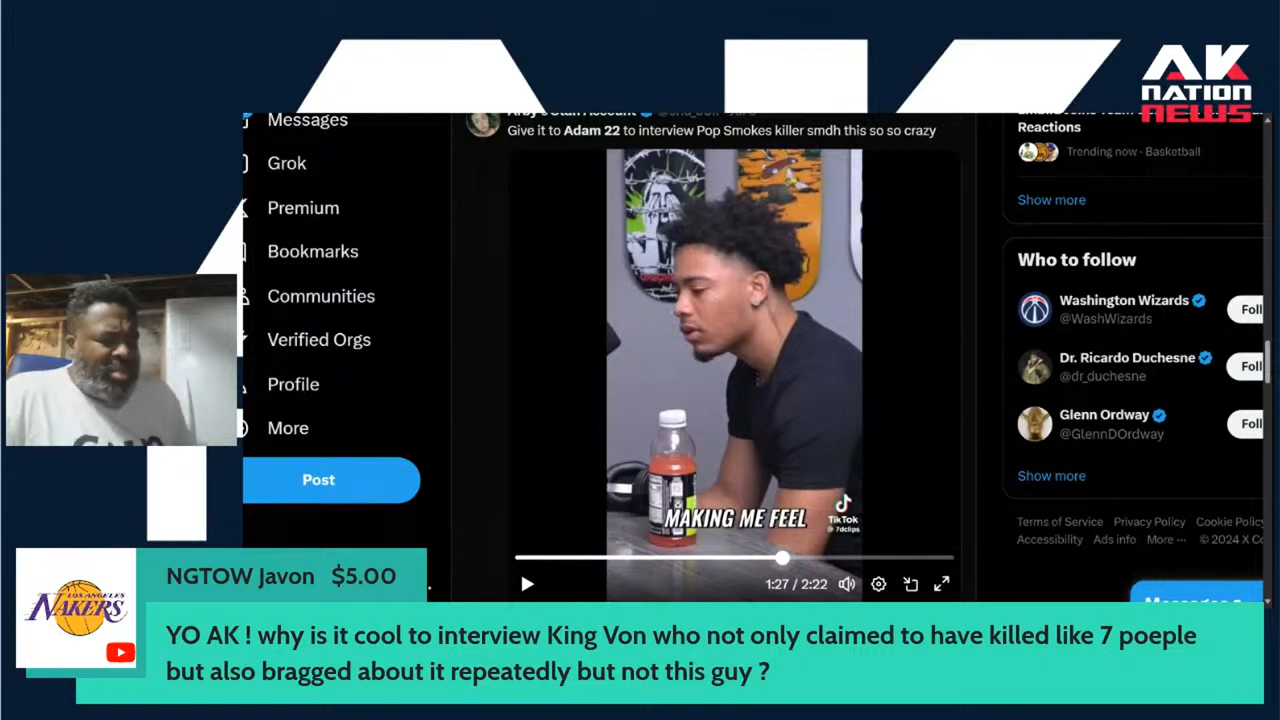 AK
NATION
NEWS
Messages
Grok
Premium
Bookmarks
Communities
Verified Orgs
Profile
More
Post
Give it to Adam 22 to interview Pop Smokes killer smdh this so so crazy
MAKING ME FEEL
TikTok
1:27 / 2:22
Reactions
Trending now · Basketball
Show more
Who to follow
Washington Wizards
@WashWizards
Foll
Dr. Ricardo Duchesne
@dr_duchesne
Foll
Glenn Ordway
@GlennDOrdway
Foll
Show more
Terms of Service Privacy Policy Cookie Policy
Accessibility Ads info More ··· © 2024 X Co
LOS ANGELES
NAKERS
NGTOW Javon $5.00
YO AK ! why is it cool to interview King Von who not only claimed to have killed like 7 poeple
but also bragged about it repeatedly but not this guy ?